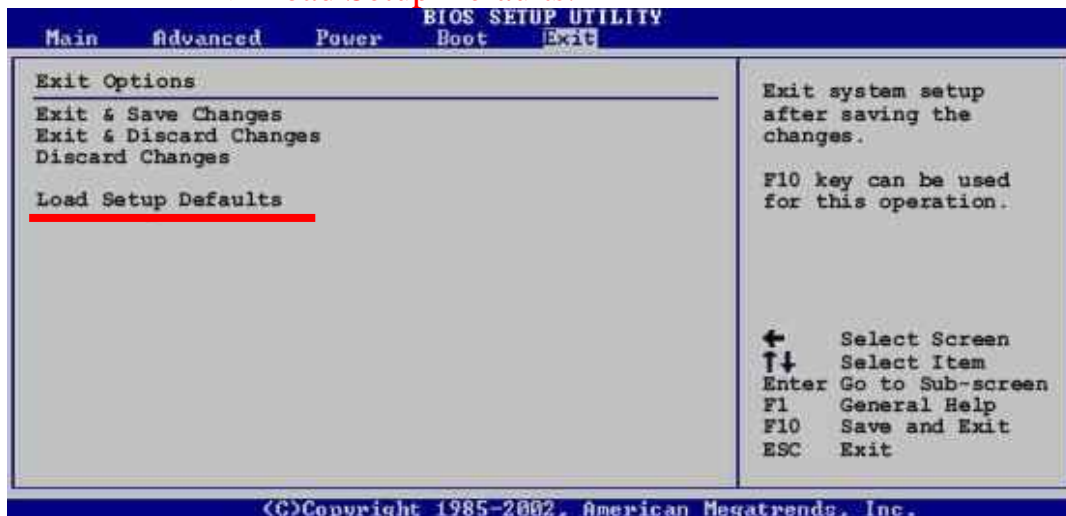 BIOS SETUP UTILITY
Main Advanced Power Boot Exit
Exit Options
Exit & Save Changes
Exit & Discard Changes
Discard Changes
Load Setup Defaults
Exit system setup
after saving the
changes.
F10 key can be used
for this operation.
← Select Screen
↑↓ Select Item
Enter Go to Sub-screen
F1 General Help
F10 Save and Exit
ESC Exit
(C)Copyright 1985-2002, American Megatrends, Inc.